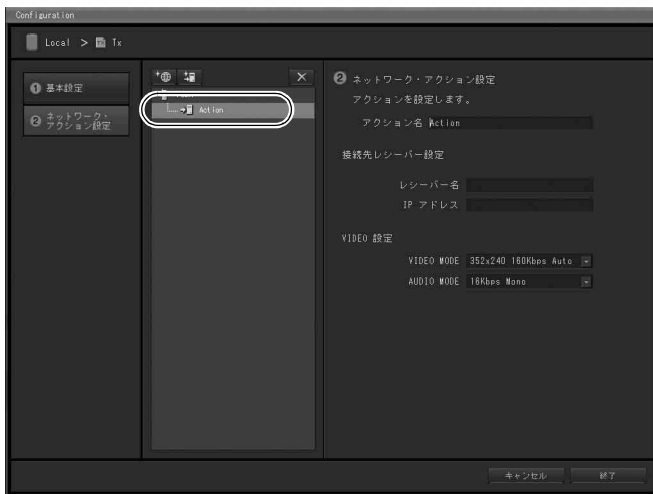 Configuration
Local > Tx
1 基本設定
2 ネットワーク・
アクション設定
Action
2 ネットワーク・アクション設定
アクションを設定します。
アクション名 Action
接続先レシーバー設定
レシーバー名
IP アドレス
VIDEO 設定
VIDEO MODE 352x240 160Kbps Auto
AUDIO MODE 16Kbps Mono
キャンセル
終了